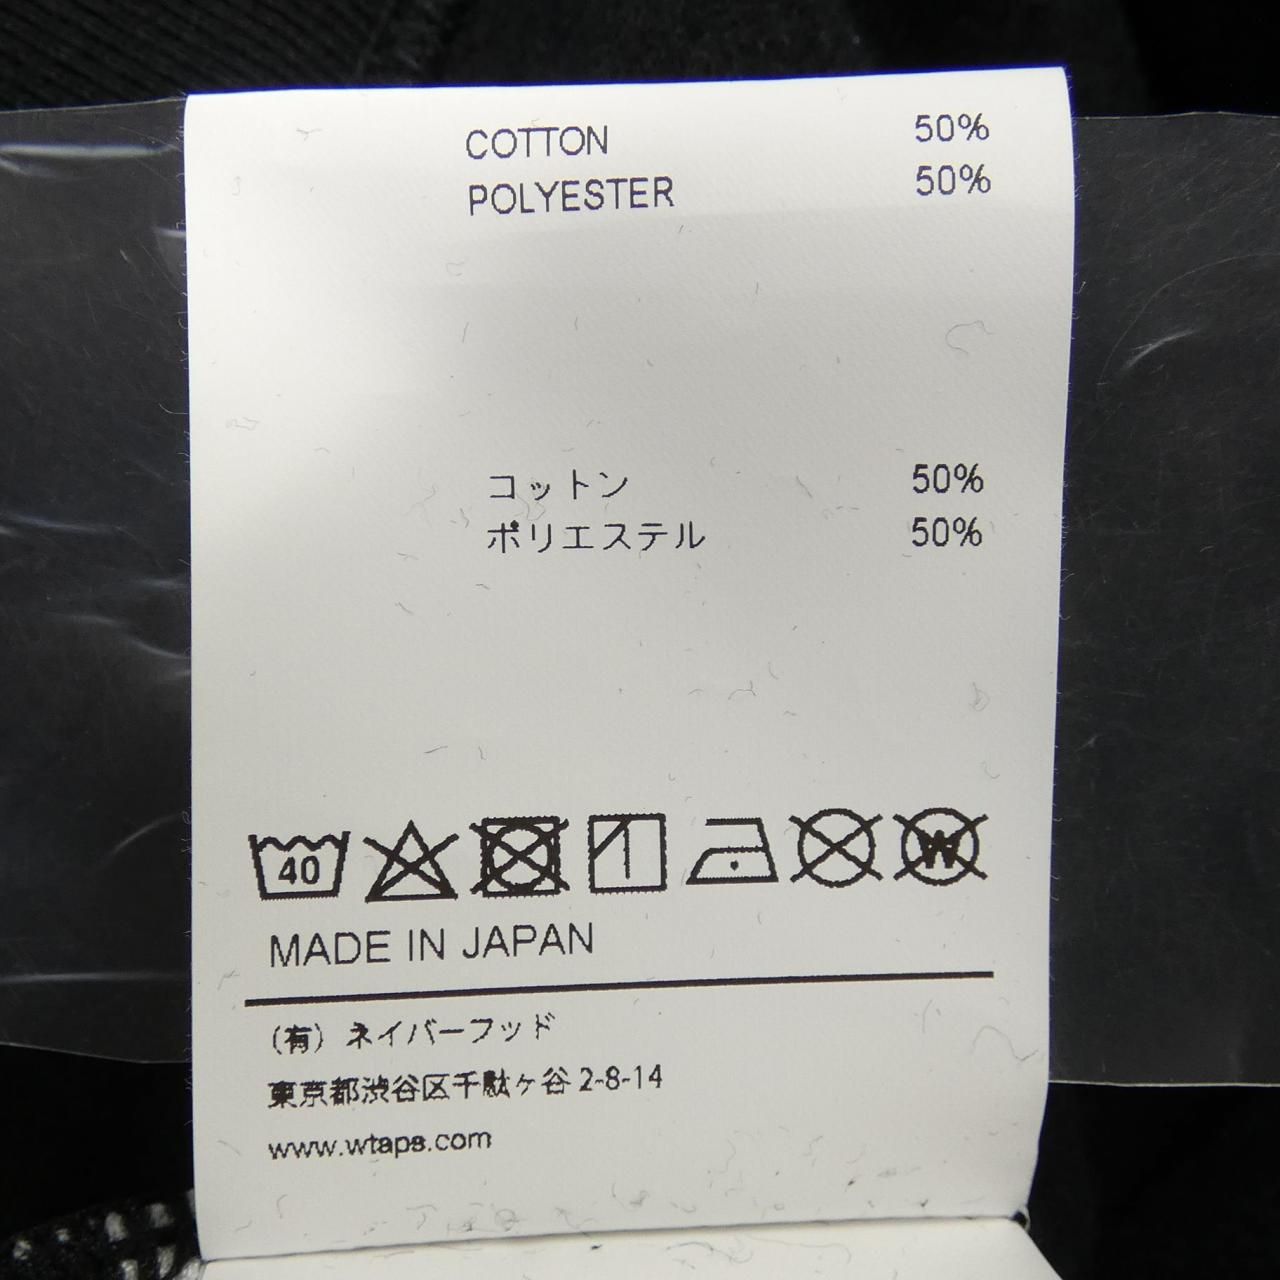 COTTON 50%
POLYESTER 50%
コットン 50%
ポリエステル 50%
40
W
MADE IN JAPAN
(有) ネイバーフッド
東京都渋谷区千駄ヶ谷 2-8-14
www.wtaps.com